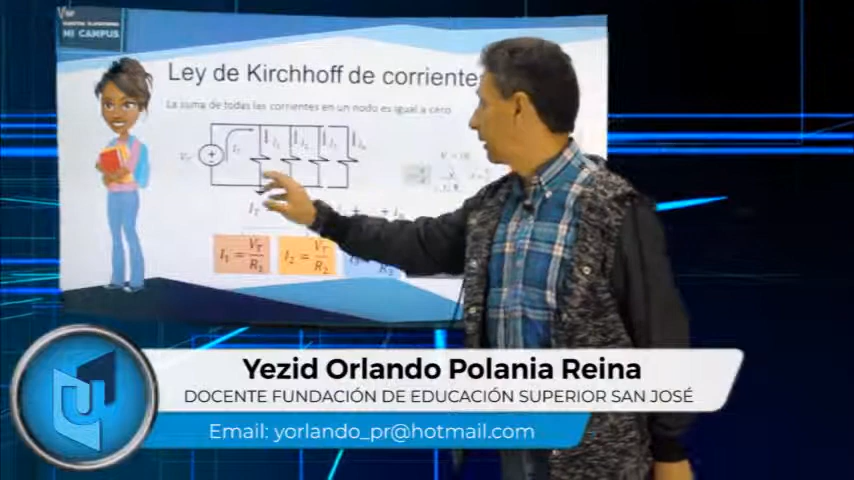 MI CAMPUS
Ley de Kirchhoff de corriente
La suma de todas las corrientes en un nodo es igual a cero
I₁ = V_T / R₁
I₂ = V_T / R₂
Yezid Orlando Polania Reina
DOCENTE FUNDACIÓN DE EDUCACIÓN SUPERIOR SAN JOSÉ
Email: yorlando_pr@hotmail.com